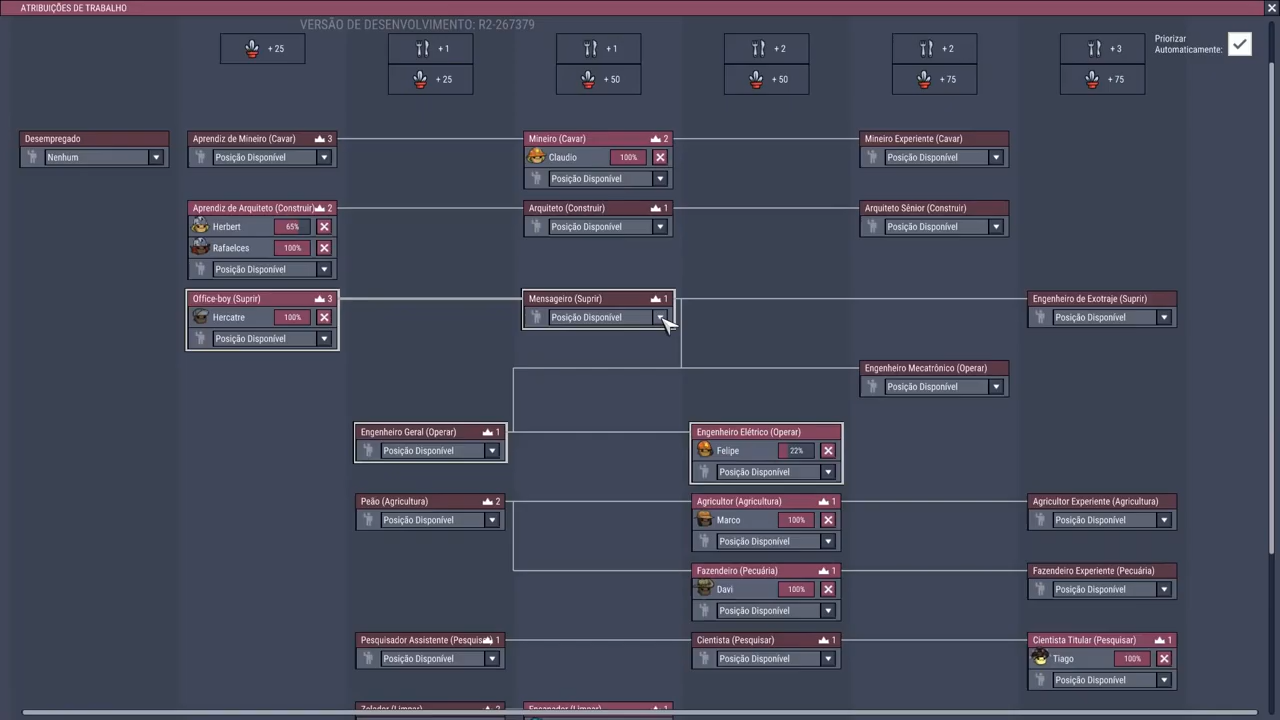 ATRIBUIÇÕES DE TRABALHO
VERSÃO DE DESENVOLVIMENTO: R2-267379
Priorizar
Automaticamente:
+ 25
+ 1
+ 1
+ 2
+ 2
+ 3
+ 25
+ 50
+ 50
+ 75
+ 75
Desempregado
Nenhum
Aprendiz de Mineiro (Cavar) 3
Posição Disponível
Mineiro (Cavar) 2
Claudio 100%
Posição Disponível
Mineiro Experiente (Cavar)
Posição Disponível
Aprendiz de Arquiteto (Construir) 2
Herbert 65%
Rafaelces 100%
Posição Disponível
Arquiteto (Construir) 1
Posição Disponível
Arquiteto Sênior (Construir)
Posição Disponível
Office-boy (Suprir) 3
Hercatre 100%
Posição Disponível
Mensageiro (Suprir) 1
Posição Disponível
Engenheiro de Exotraje (Suprir)
Posição Disponível
Engenheiro Mecatrônico (Operar)
Posição Disponível
Engenheiro Geral (Operar) 1
Posição Disponível
Engenheiro Elétrico (Operar)
Felipe 22%
Posição Disponível
Peão (Agricultura) 2
Posição Disponível
Agricultor (Agricultura) 1
Marco 100%
Posição Disponível
Agricultor Experiente (Agricultura)
Posição Disponível
Fazendeiro (Pecuária) 1
Davi 100%
Posição Disponível
Fazendeiro Experiente (Pecuária)
Posição Disponível
Pesquisador Assistente (Pesquisar) 1
Posição Disponível
Cientista (Pesquisar) 1
Posição Disponível
Cientista Titular (Pesquisar) 1
Tiago 100%
Posição Disponível
Zelador (Limpar) 2
Encanador (Limpar) 1